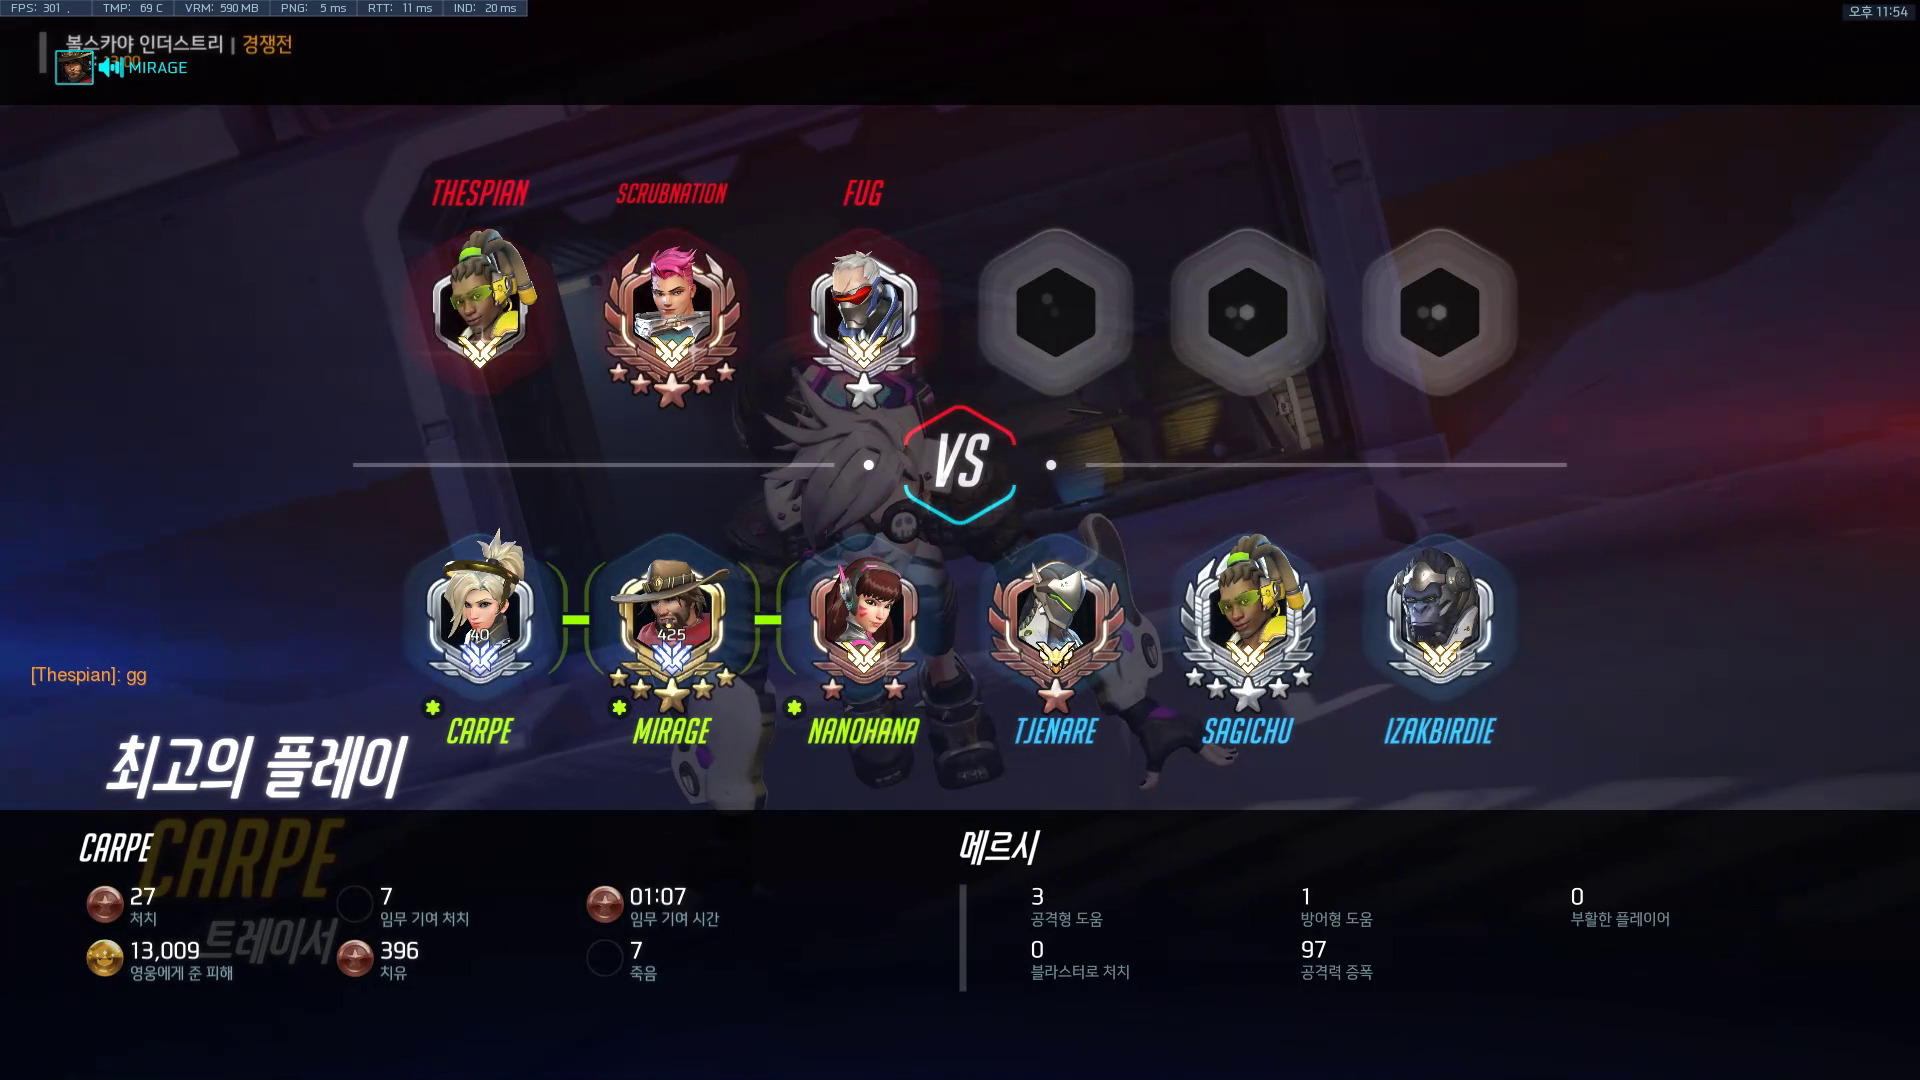 FPS: 301 . TMP: 69 C VRM: 590 MB PNG: 5 ms RTT: 11 ms IND: 20 ms
오후 11:54
볼스카야 인더스트리 | 경쟁전
MIRAGE
THESPIAN SCRUBNATION FUG
VS
40 425
[Thespian]: gg
CARPE MIRAGE NANOHANA TJENARE SAGICHU IZAKBIRDIE
최고의 플레이
CARPE
트레이서
CARPE
27 처치
7 임무 기여 처치
01:07 임무 기여 시간
13,009 영웅에게 준 피해
396 치유
7 죽음
메르시
3 공격형 도움
1 방어형 도움
0 부활한 플레이어
0 블라스터로 처치
97 공격력 증폭